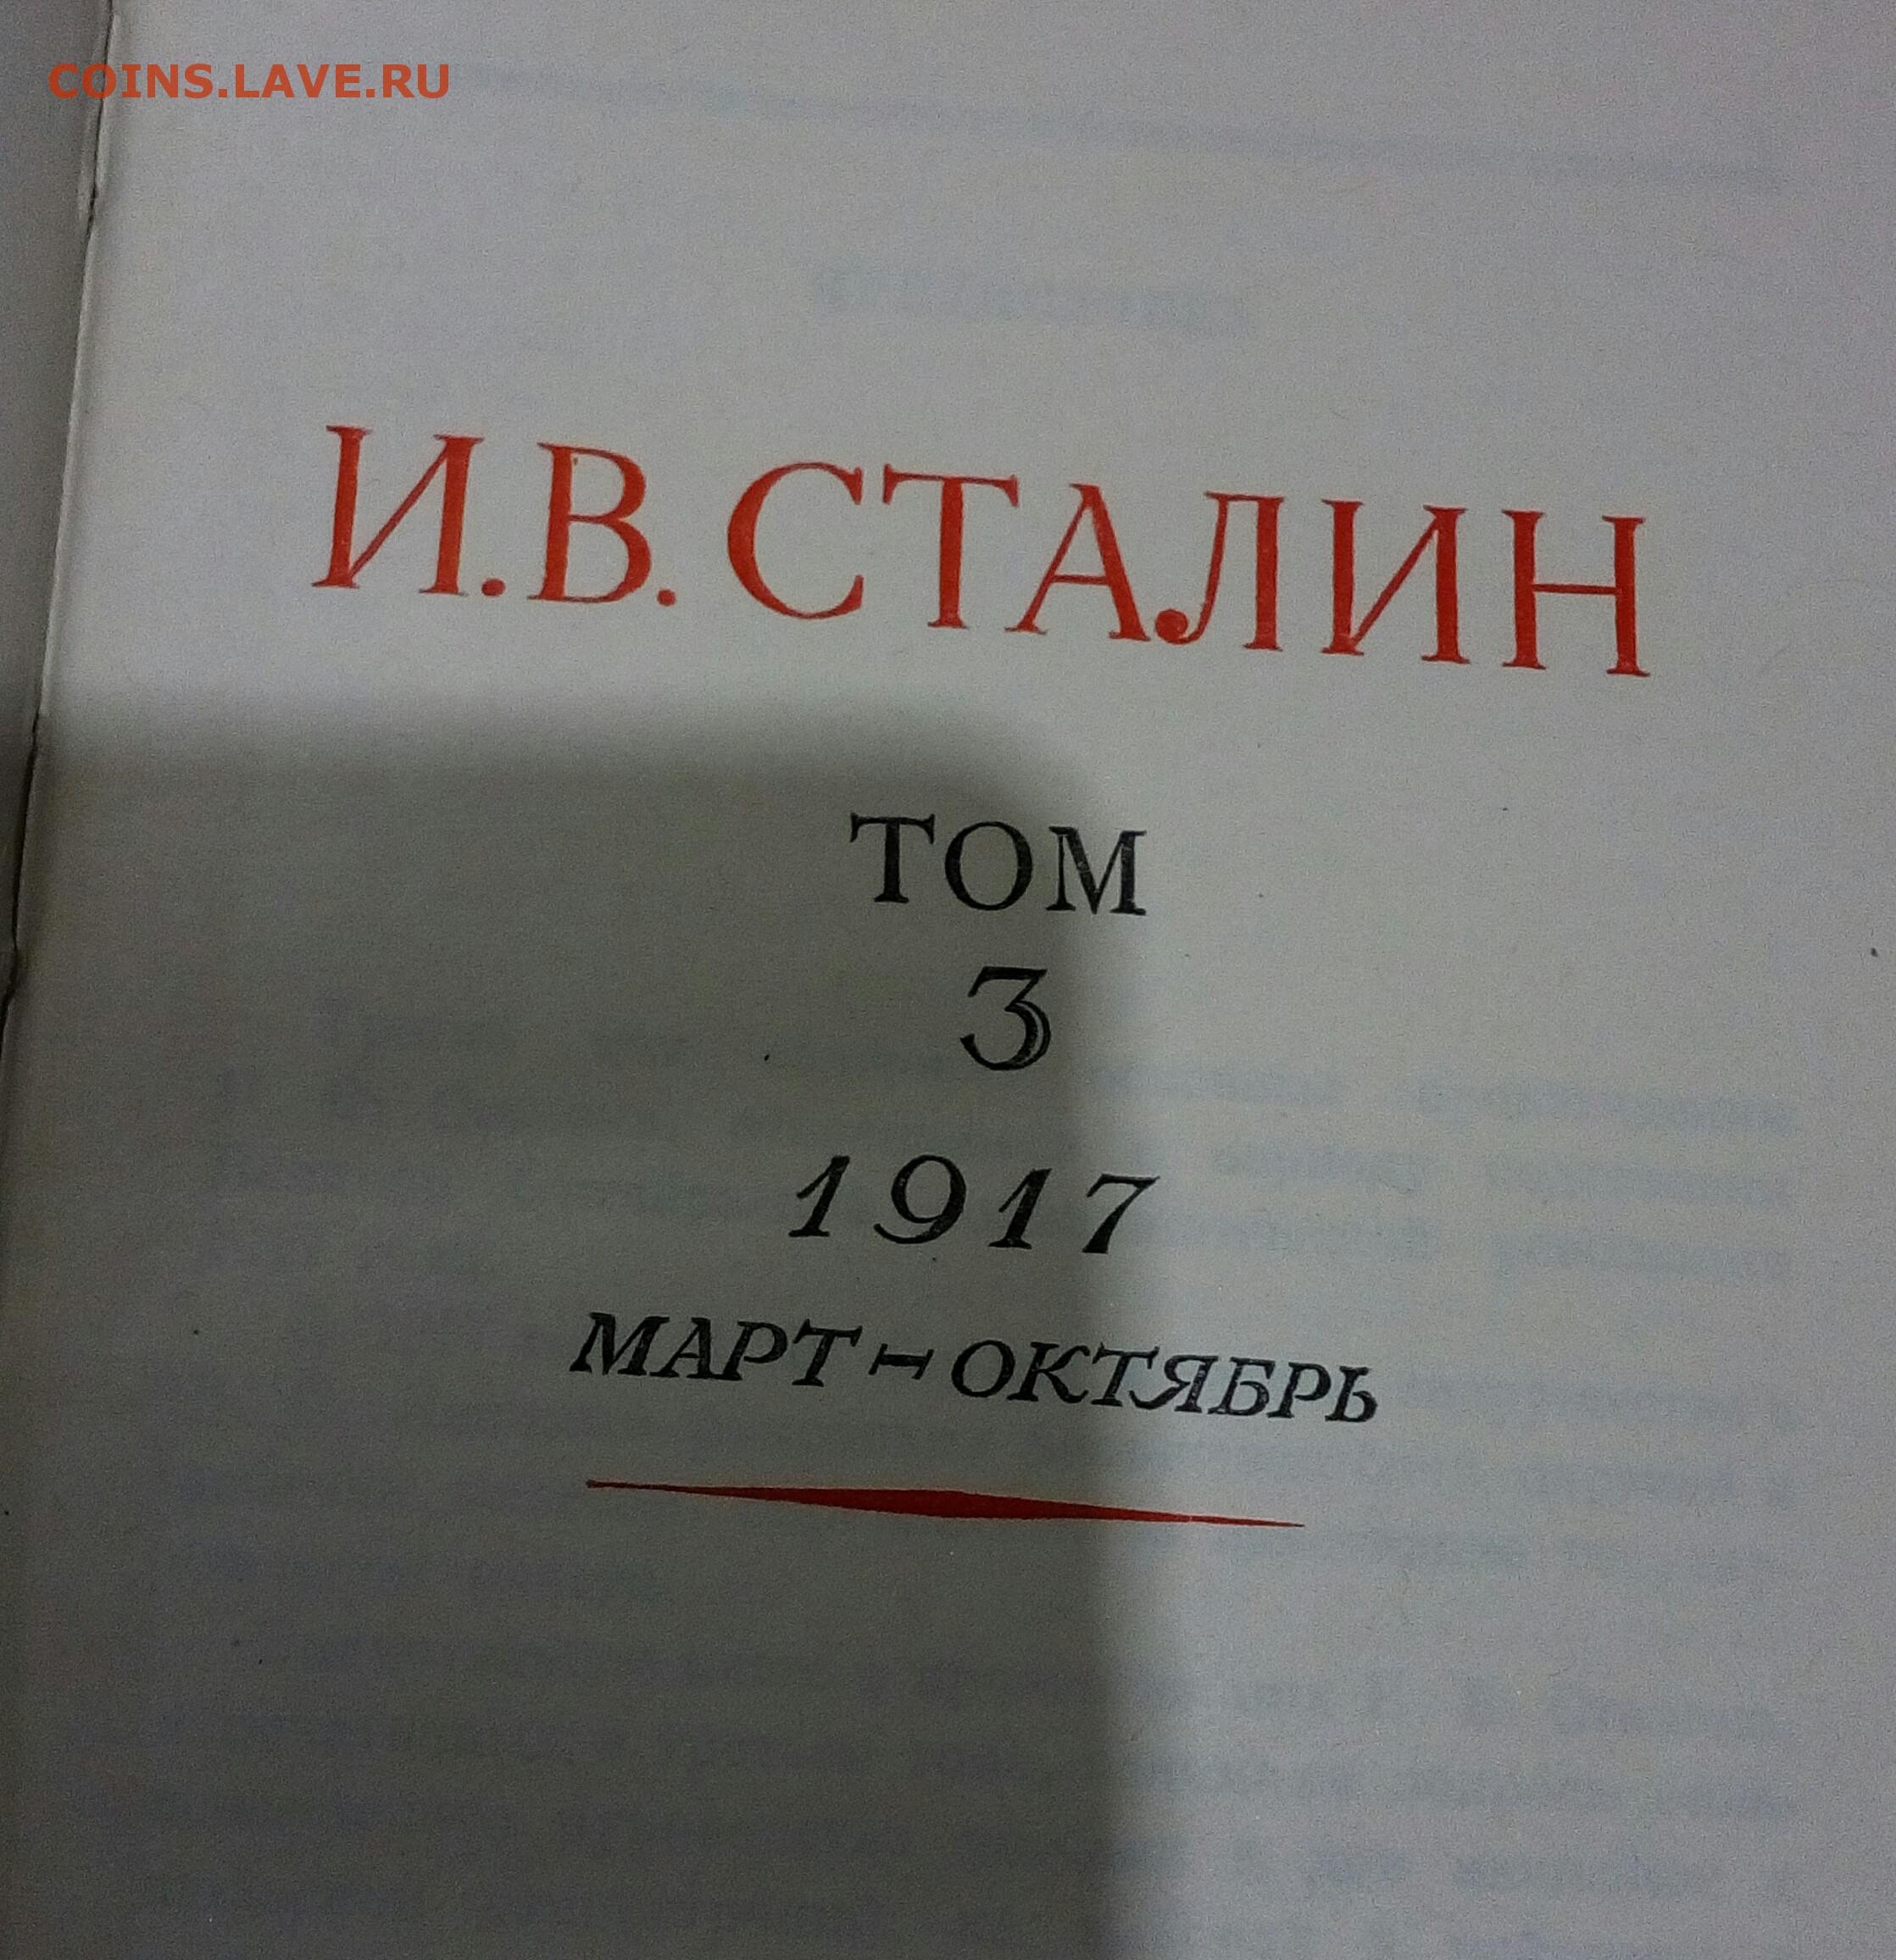 COINS.LAVE.RU
И.В. СТАЛИН
ТОМ
3
1917
МАРТ — ОКТЯБРЬ